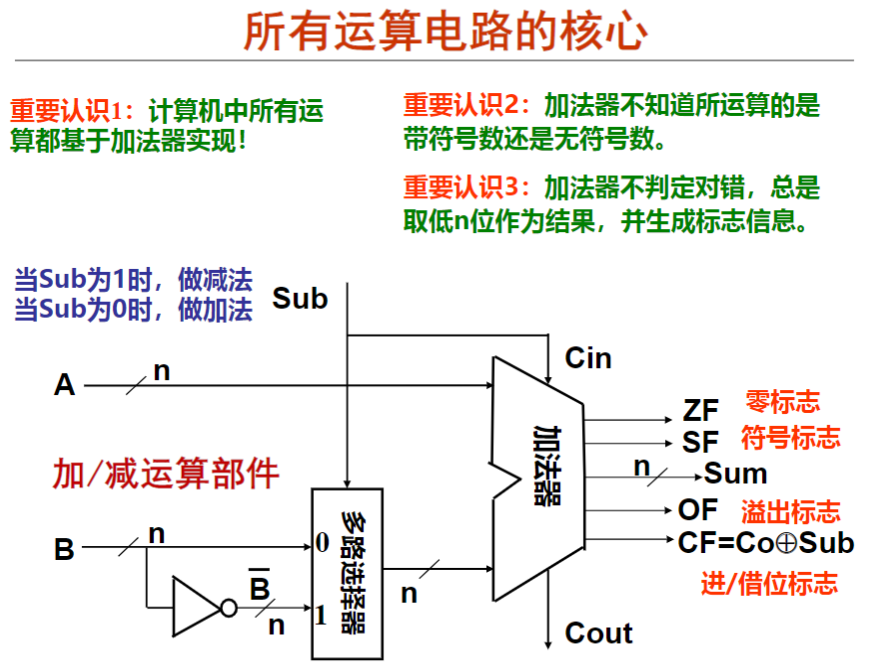 所有运算电路的核心
重要认识1：计算机中所有运
算都基于加法器实现！
重要认识2：加法器不知道所运算的是
带符号数还是无符号数。
重要认识3：加法器不判定对错，总是
取低n位作为结果，并生成标志信息。
当Sub为1时，做减法
当Sub为0时，做加法
Sub
Cin
A
n
加法器
ZF 零标志
SF 符号标志
n
Sum
OF 溢出标志
CF=Co⊕Sub
进/借位标志
加/减运算部件
B
n
0
多路选择器
B̅
n
1
n
Cout